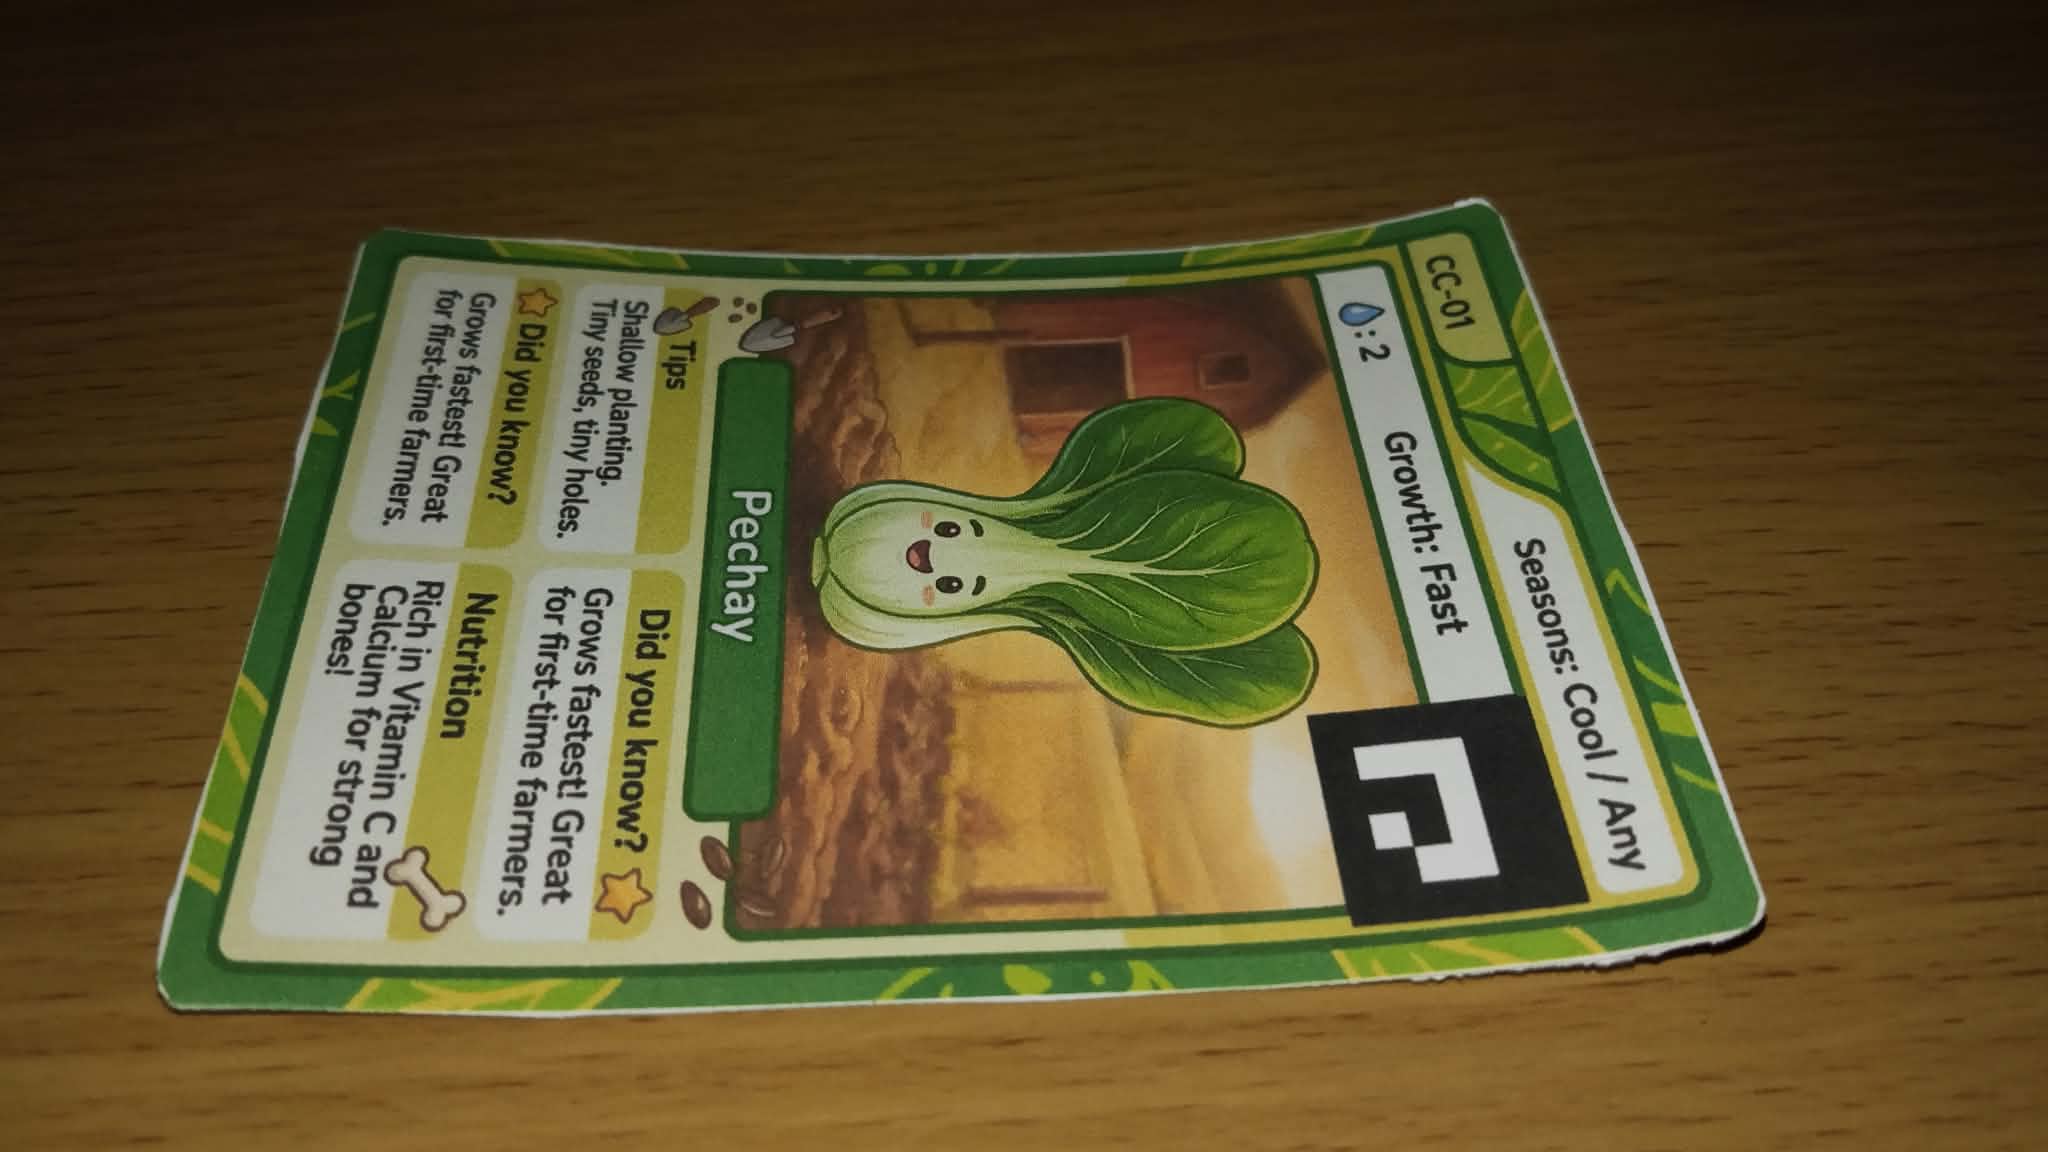 CC-01
Seasons: Cool / Any
: 2
Growth: Fast
Pechay
Tips
Shallow planting.
Tiny seeds, tiny holes.
Did you know?
Grows fastest! Great
for first-time farmers.
Did you know?
Grows fastest! Great
for first-time farmers.
Nutrition
Rich in Vitamin C and
Calcium for strong
bones!